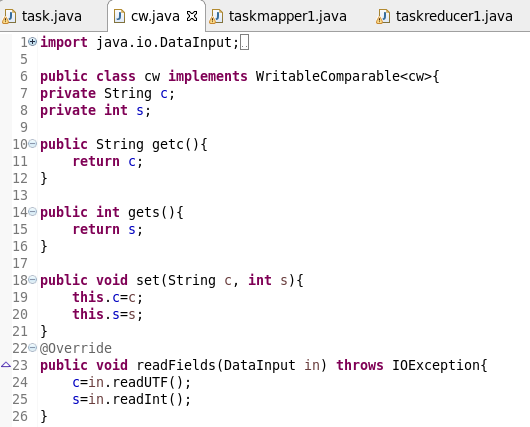 task.java cw.java taskmapper1.java taskreducer1.java
1 import java.io.DataInput;
5
6 public class cw implements WritableComparable<cw>{
7 private String c;
8 private int s;
9
10 public String getc(){
11     return c;
12 }
13
14 public int gets(){
15     return s;
16 }
17
18 public void set(String c, int s){
19     this.c=c;
20     this.s=s;
21 }
22 @Override
23 public void readFields(DataInput in) throws IOException{
24     c=in.readUTF();
25     s=in.readInt();
26 }